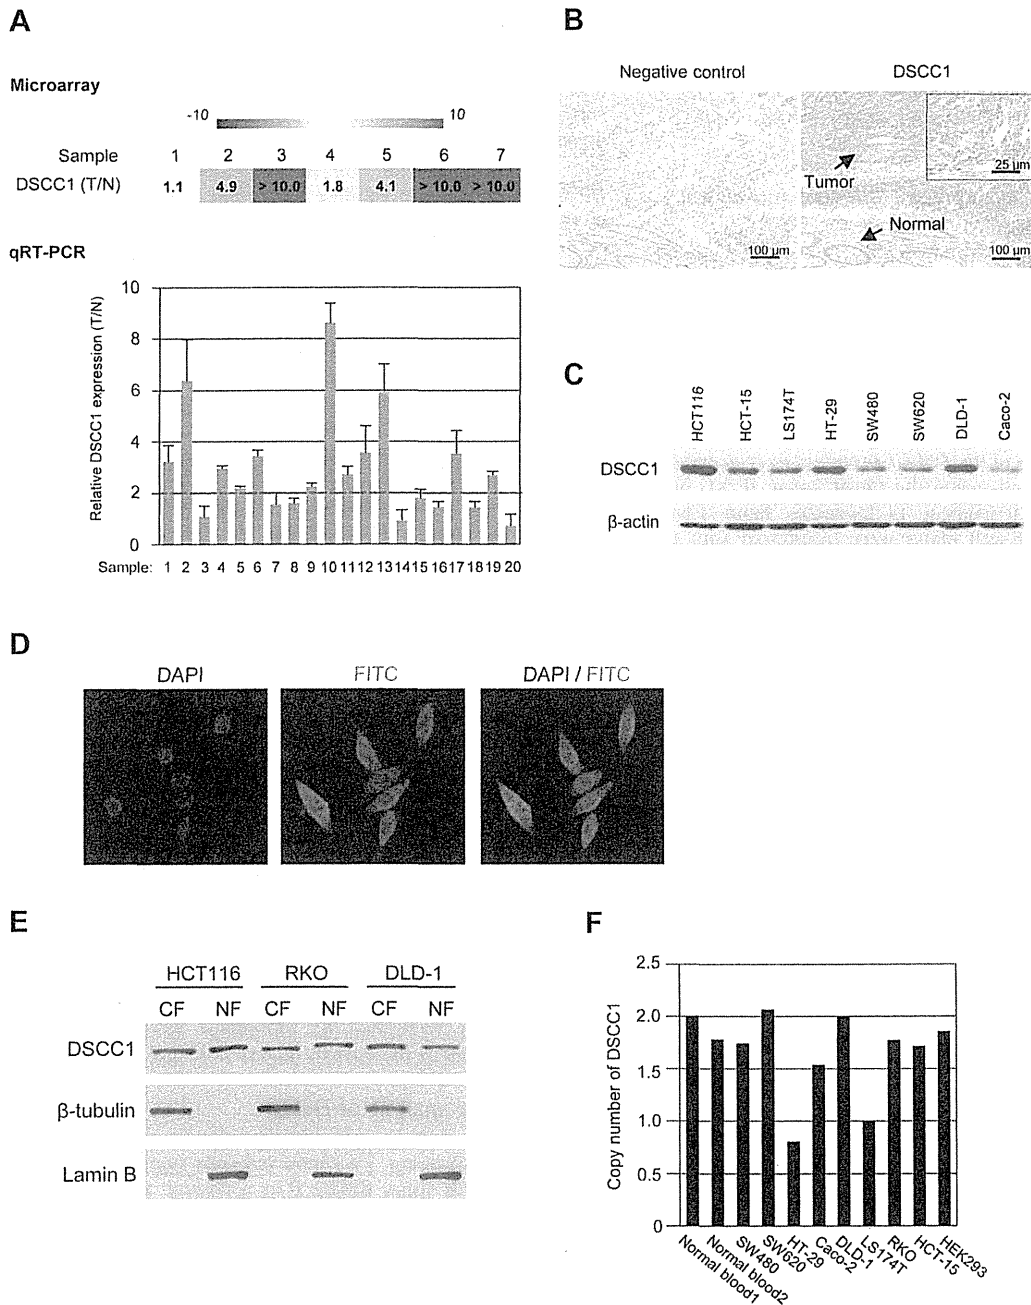 A
Microarray
-10 10
Sample 1 2 3 4 5 6 7
DSCC1 (T/N) 1.1 4.9 > 10.0 1.8 4.1 > 10.0 > 10.0
qRT-PCR
Relative DSCC1 expression (T/N)
10
8
6
4
2
0
Sample: 1 2 3 4 5 6 7 8 9 10 11 12 13 14 15 16 17 18 19 20
B
Negative control DSCC1
Tumor
25 µm
Normal
100 µm 100 µm
C
HCT116 HCT-15 LS174T HT-29 SW480 SW620 DLD-1 Caco-2
DSCC1
β-actin
D
DAPI FITC DAPI / FITC
E
HCT116 RKO DLD-1
CF NF CF NF CF NF
DSCC1
β-tubulin
Lamin B
F
Copy number of DSCC1
2.5
2.0
1.5
1.0
0.5
0
Normal blood1 Normal blood2 SW480 SW620 HT-29 Caco-2 DLD-1 LS174T RKO HCT-15 HEK293